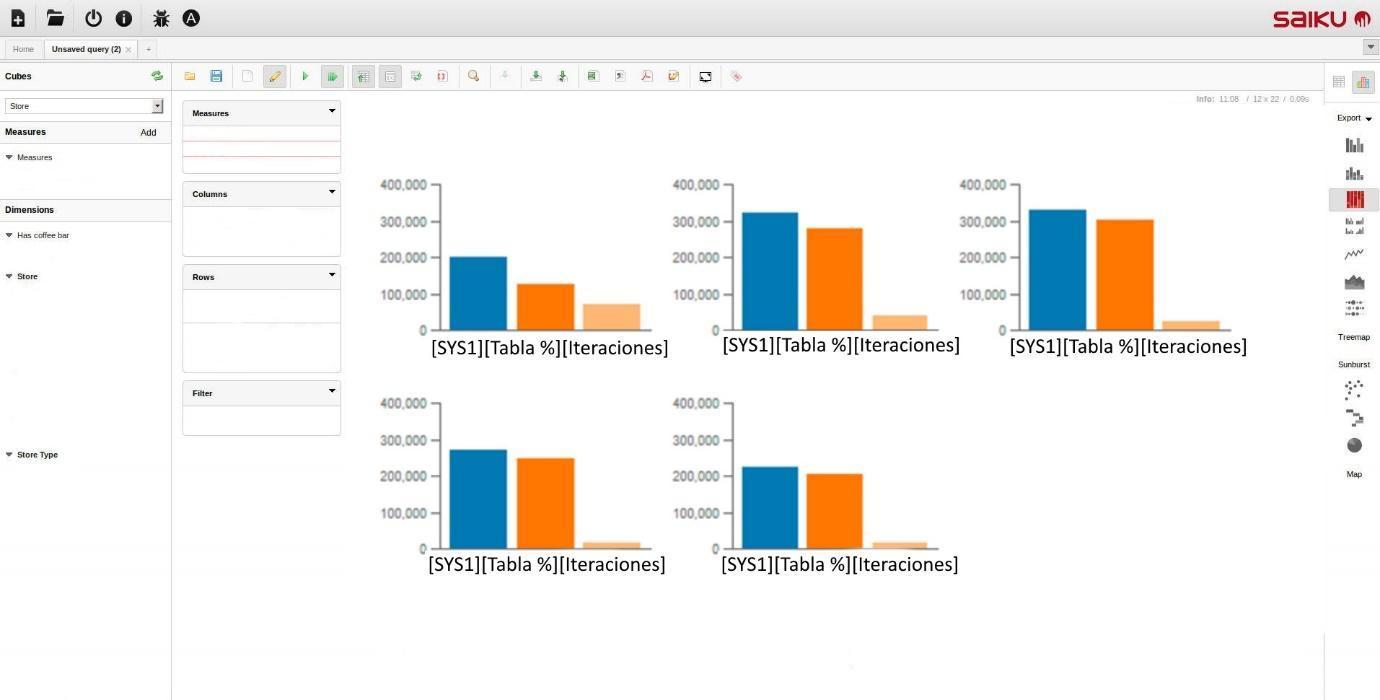 saiku
Home
Unsaved query (2)
Cubes
Info: 11:08 / 12 x 22 / 0.09s
Store
Measures Add
Measures
Dimensions
Has coffee bar
Store
Store Type
Measures
Columns
Rows
Filter
400,000
300,000
200,000
100,000
0
[SYS1][Tabla %][Iteraciones]
400,000
300,000
200,000
100,000
0
[SYS1][Tabla %][Iteraciones]
400,000
300,000
200,000
100,000
0
[SYS1][Tabla %][Iteraciones]
400,000
300,000
200,000
100,000
0
[SYS1][Tabla %][Iteraciones]
400,000
300,000
200,000
100,000
0
[SYS1][Tabla %][Iteraciones]
Export
Treemap
Sunburst
Map